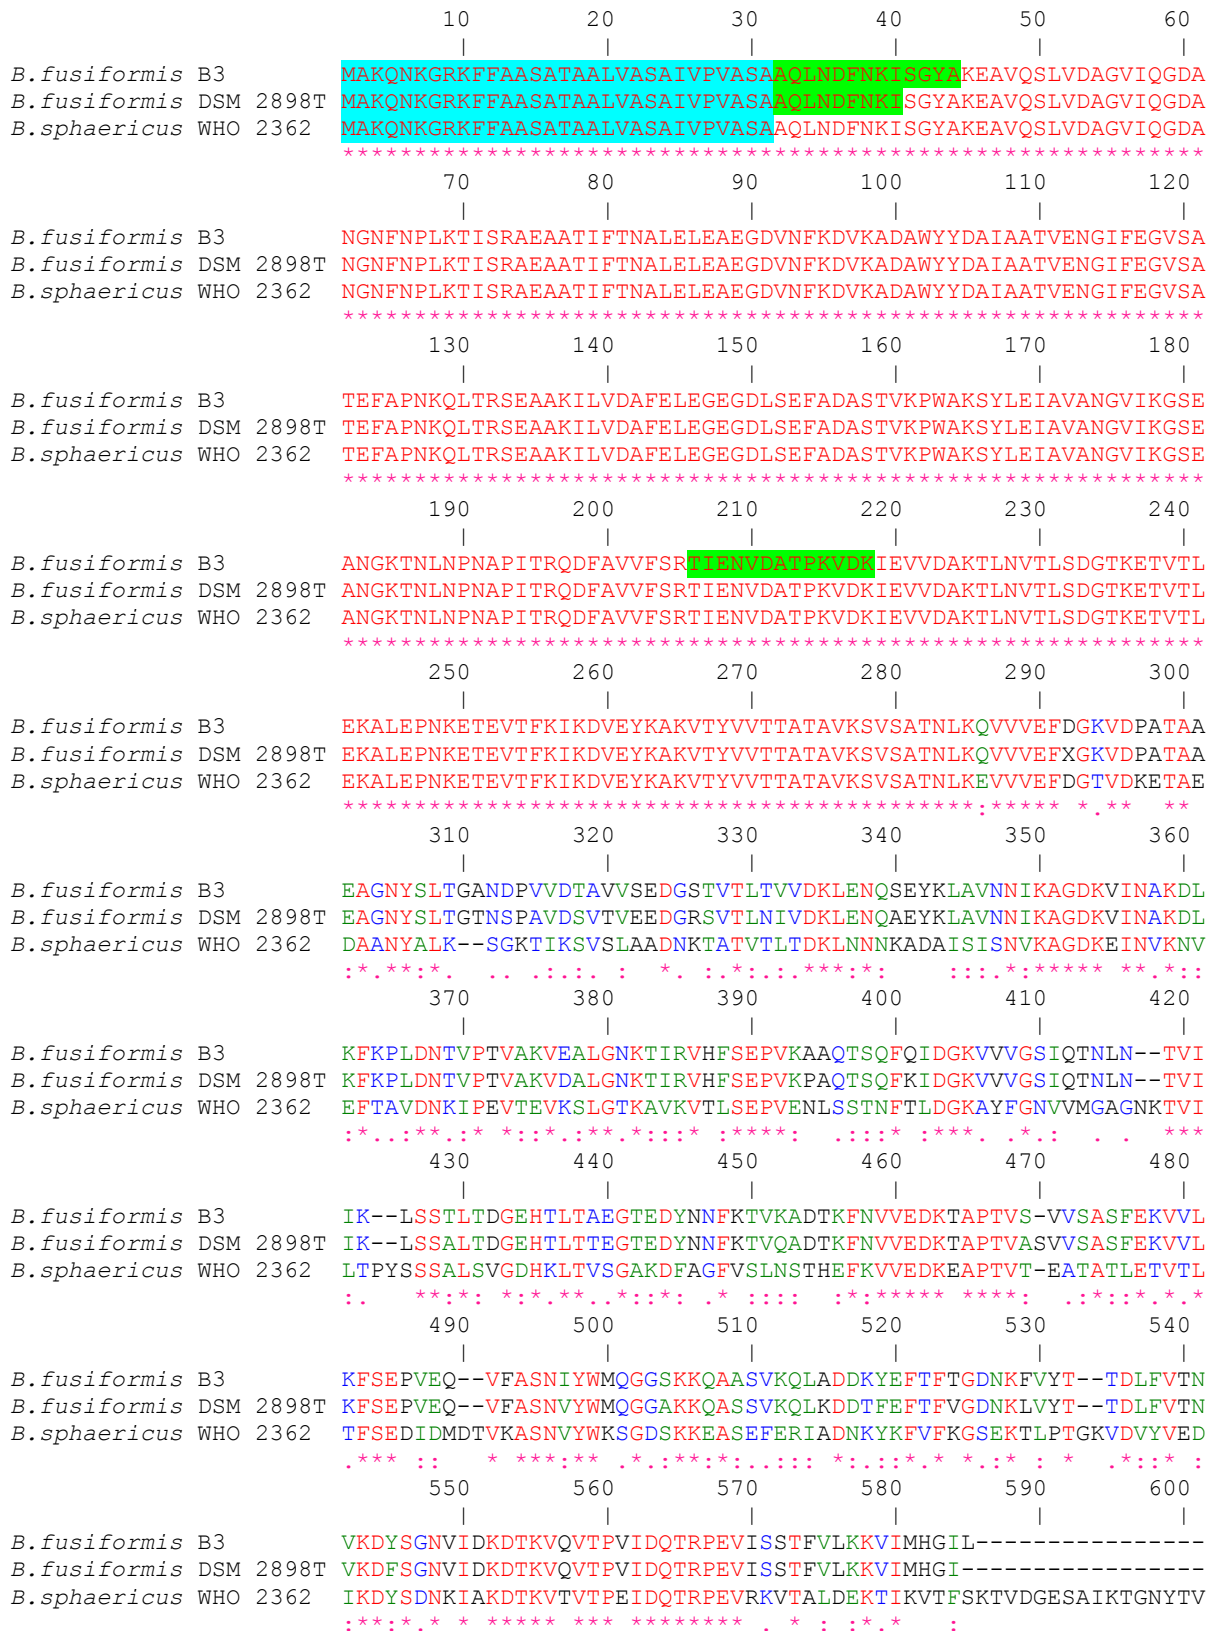 10 20 30 40 50 60
| | | | | |
B.fusiformis B3 MAKQNKGRKFFAASATAALVASAIVPVASAAQLNDFNKISGYAKEAVQSLVDAGVIQGDA
B.fusiformis DSM 2898T MAKQNKGRKFFAASATAALVASAIVPVASAAQLNDFNKISGYAKEAVQSLVDAGVIQGDA
B.sphaericus WHO 2362 MAKQNKGRKFFAASATAALVASAIVPVASAAQLNDFNKISGYAKEAVQSLVDAGVIQGDA
************************************************************
70 80 90 100 110 120
| | | | | |
B.fusiformis B3 NGNFNPLKTISRAEAATIFTNALELEAEGDVNFKDVKADAWYYDAIAATVENGIFEGVSA
B.fusiformis DSM 2898T NGNFNPLKTISRAEAATIFTNALELEAEGDVNFKDVKADAWYYDAIAATVENGIFEGVSA
B.sphaericus WHO 2362 NGNFNPLKTISRAEAATIFTNALELEAEGDVNFKDVKADAWYYDAIAATVENGIFEGVSA
************************************************************
130 140 150 160 170 180
| | | | | |
B.fusiformis B3 TEFAPNKQLTRSEAAKILVDAFELEGEGDLSEFADASTVKPWAKSYLEIAVANGVIKGSE
B.fusiformis DSM 2898T TEFAPNKQLTRSEAAKILVDAFELEGEGDLSEFADASTVKPWAKSYLEIAVANGVIKGSE
B.sphaericus WHO 2362 TEFAPNKQLTRSEAAKILVDAFELEGEGDLSEFADASTVKPWAKSYLEIAVANGVIKGSE
************************************************************
190 200 210 220 230 240
| | | | | |
B.fusiformis B3 ANGKTNLNPNAPITRQDFAVVFSRTIENVDATPKVDKIEVVDAKTLNVTLSDGTKETVTL
B.fusiformis DSM 2898T ANGKTNLNPNAPITRQDFAVVFSRTIENVDATPKVDKIEVVDAKTLNVTLSDGTKETVTL
B.sphaericus WHO 2362 ANGKTNLNPNAPITRQDFAVVFSRTIENVDATPKVDKIEVVDAKTLNVTLSDGTKETVTL
************************************************************
250 260 270 280 290 300
| | | | | |
B.fusiformis B3 EKALEPNKETEVTFKIKDVEYKAKVTYVVTTATAVKSVSATNLKQVVVEFDGKVDPATAA
B.fusiformis DSM 2898T EKALEPNKETEVTFKIKDVEYKAKVTYVVTTATAVKSVSATNLKQVVVEFXGKVDPATAA
B.sphaericus WHO 2362 EKALEPNKETEVTFKIKDVEYKAKVTYVVTTATAVKSVSATNLKEVVVEFDGTVDKETAE
********************************************:***** *.** **
310 320 330 340 350 360
| | | | | |
B.fusiformis B3 EAGNYSLTGANDPVVDTAVVSEDGSTVTLTVVDKLENQSEYKLAVNNIKAGDKVINAKDL
B.fusiformis DSM 2898T EAGNYSLTGTNSPAVDSVTVEEDGRSVTLNIVDKLENQAEYKLAVNNIKAGDKVINAKDL
B.sphaericus WHO 2362 DAANYALK--SGKTIKSVSLAADNKTATVTLTDKLNNNKADAISISNVKAGDKEINVKNV
:*.**:*. .. .:.:. : *. :.*:.:.***:*: :::.*:***** **.*::
370 380 390 400 410 420
| | | | | |
B.fusiformis B3 KFKPLDNTVPTVAKVEALGNKTIRVHFSEPVKAAQTSQFQIDGKVVVGSIQTNLN--TVI
B.fusiformis DSM 2898T KFKPLDNTVPTVAKVDALGNKTIRVHFSEPVKPAQTSQFKIDGKVVVGSIQTNLN--TVI
B.sphaericus WHO 2362 EFTAVDNKIPEVTEVKSLGTKAVKVTLSEPVENLSSTNFTLDGKAYFGNVVMGAGNKTVI
:*..:**.:* *::*.:**.*:::* :****: .:::* :***. .*.: . . ***
430 440 450 460 470 480
| | | | | |
B.fusiformis B3 IK--LSSTLTDGEHTLTAEGTEDYNNFKTVKADTKFNVVEDKTAPTVS-VVSASFEKVVL
B.fusiformis DSM 2898T IK--LSSALTDGEHTLTTEGTEDYNNFKTVQADTKFNVVEDKTAPTVASVVSASFEKVVL
B.sphaericus WHO 2362 LTPYSSSALSVGDHKLTVSGAKDFAGFVSLNSTHEFKVVEDKEAPTVT-EATATLETVTL
:. **:*: *:*.**..*::*: .* :::: :*:***** ****: .:*::*.*.*
490 500 510 520 530 540
| | | | | |
B.fusiformis B3 KFSEPVEQ--VFASNIYWMQGGSKKQAASVKQLADDKYEFTFTGDNKFVYT--TDLFVTN
B.fusiformis DSM 2898T KFSEPVEQ--VFASNVYWMQGGAKKQASSVKQLKDDTFEFTFVGDNKLVYT--TDLFVTN
B.sphaericus WHO 2362 TFSEDIDMDTVKASNVYWKSGDSKKEASEFERIADNKYKFVFKGSEKTLPTGKVDVYVED
.*** :: * ***:** .*.:**:*:..::: *:.::*.* *.:* : * .*::* :
550 560 570 580 590 600
| | | | | |
B.fusiformis B3 VKDYSGNVIDKDTKVQVTPVIDQTRPEVISSTFVLKKVIMHGIL----------------
B.fusiformis DSM 2898T VKDFSGNVIDKDTKVQVTPVIDQTRPEVISSTFVLKKVIMHGI-----------------
B.sphaericus WHO 2362 IKDYSDNKIAKDTKVTVTPEIDQTRPEVRKVTALDEKTIKVTFSKTVDGESAIKTGNYTV
:**:*.* * ***** *** ******** . * : :*.* :